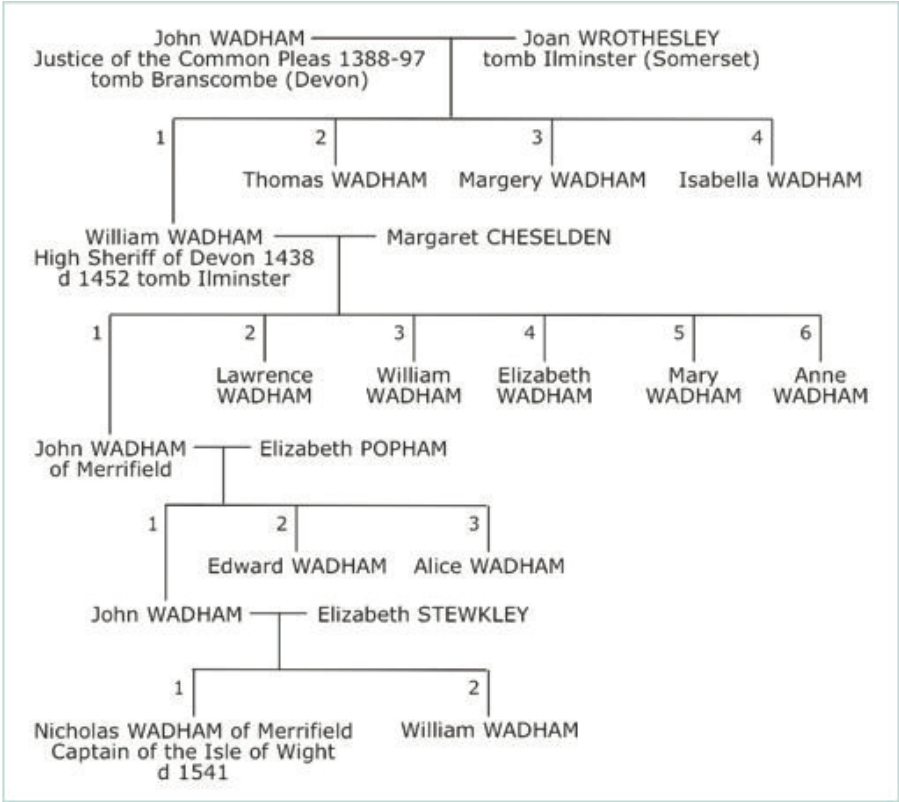 John WADHAM
Justice of the Common Pleas 1388-97
tomb Branscombe (Devon)
Joan WROTHESLEY
tomb Ilminster (Somerset)
1
2
3
4
Thomas WADHAM
Margery WADHAM
Isabella WADHAM
William WADHAM
High Sheriff of Devon 1438
d 1452 tomb Ilminster
Margaret CHESELDEN
1
2
3
4
5
6
Lawrence
WADHAM
William
WADHAM
Elizabeth
WADHAM
Mary
WADHAM
Anne
WADHAM
John WADHAM
of Merrifield
Elizabeth POPHAM
1
2
3
Edward WADHAM
Alice WADHAM
John WADHAM
Elizabeth STEWKLEY
1
2
Nicholas WADHAM of Merrifield
Captain of the Isle of Wight
d 1541
William WADHAM